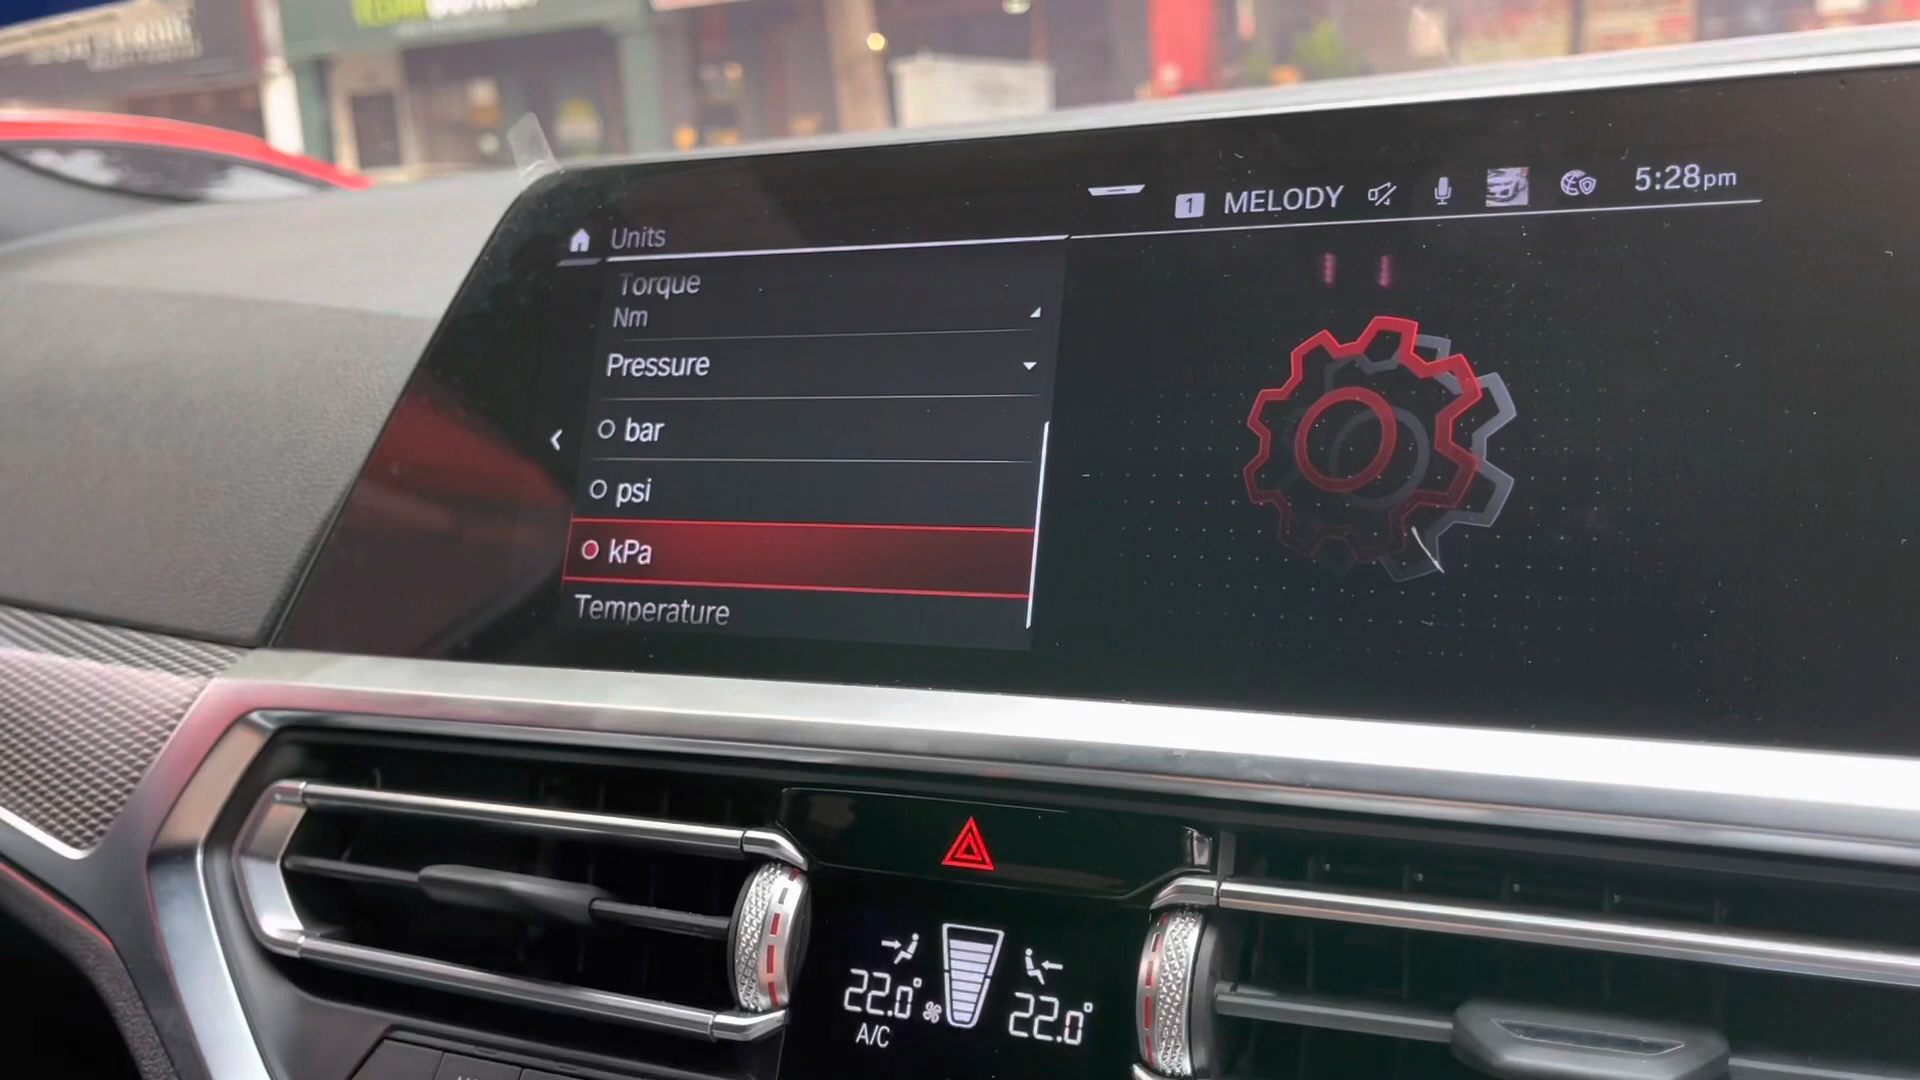 1 MELODY 5:28pm
Units
Torque
Nm
Pressure
bar
psi
kPa
Temperature
22.0°
22.0°
A/C